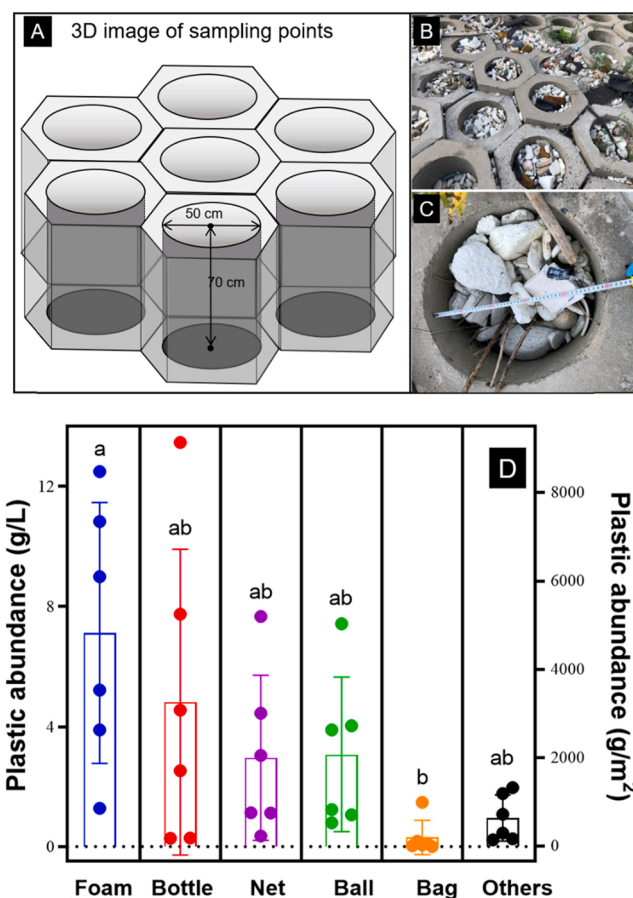 A
3D image of sampling points
50 cm
70 cm
B
C
D
Plastic abundance (g/L)
12
8
4
0
a
ab
ab
ab
b
ab
8000
6000
4000
2000
0
Plastic abundance (g/m²)
Foam
Bottle
Net
Ball
Bag
Others